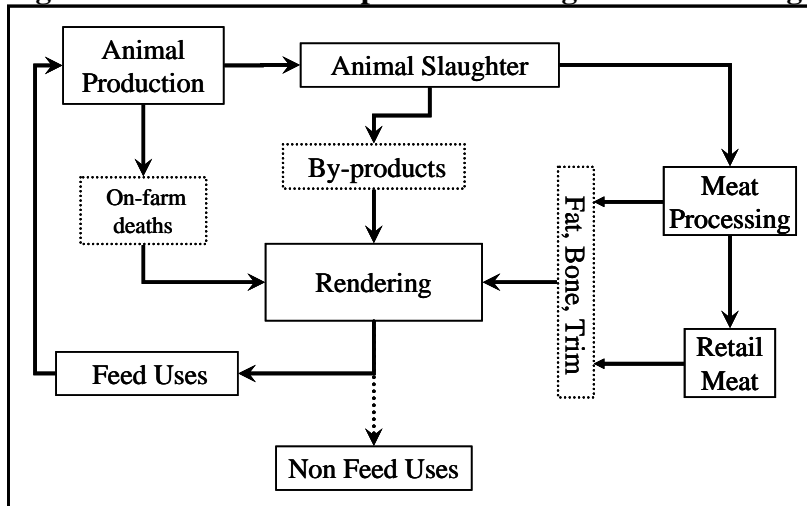 Animal
Production
Animal Slaughter
By-products
On-farm
deaths
Meat
Processing
Fat, Bone, Trim
Rendering
Retail
Meat
Feed Uses
Non Feed Uses